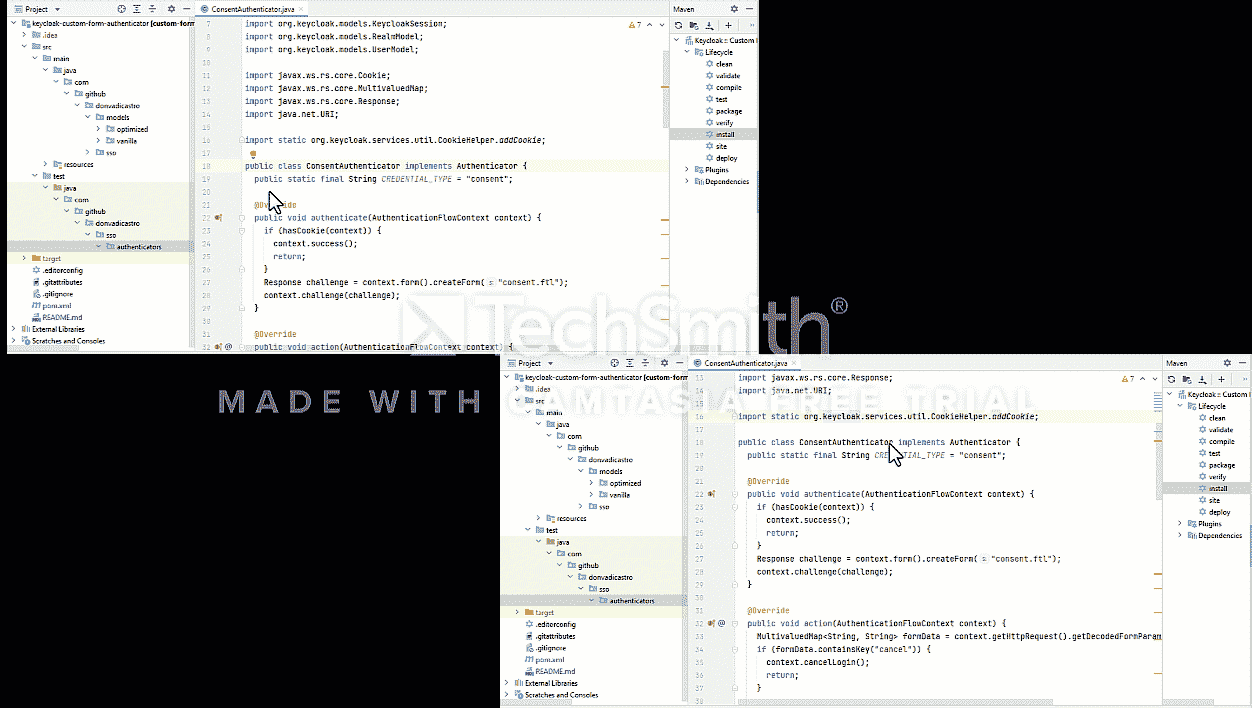 Project
keycloak-custom-form-authenticator [custom-form
.idea
src
main
java
com
github
donvadicastro
models
optimized
vanilla
sso
resources
test
java
com
github
donvadicastro
sso
authenticators
target
.editorconfig
.gitattributes
.gitignore
pom.xml
README.md
External Libraries
Scratches and Consoles
ConsentAuthenticator.java
7 import org.keycloak.models.KeycloakSession;
8 import org.keycloak.models.RealmModel;
9 import org.keycloak.models.UserModel;
10
11 import javax.ws.rs.core.Cookie;
12 import javax.ws.rs.core.MultivaluedMap;
13 import javax.ws.rs.core.Response;
14 import java.net.URI;
15
16 import static org.keycloak.services.util.CookieHelper.addCookie;
17
18 public class ConsentAuthenticator implements Authenticator {
19 public static final String CREDENTIAL_TYPE = "consent";
20
21
22 public void authenticate(AuthenticationFlowContext context) {
23 if (hasCookie(context)) {
24 context.success();
25 return;
26 }
27 Response challenge = context.form().createForm( s "consent.ftl");
28 context.challenge(challenge);
29 }
30
31 @Override
32 @ public void action(AuthenticationFlowContext context) {
7
Maven
Keycloak :: Custom l
Lifecycle
clean
validate
compile
test
package
verify
install
site
deploy
Plugins
Dependencies
TechSmith®
MADE WITH CAMTASIA FREE TRIAL
Project
keycloak-custom-form-authenticator [custom-form
.idea
src
main
java
com
github
donvadicastro
models
optimized
vanilla
sso
resources
test
java
com
github
donvadicastro
sso
authenticators
target
.editorconfig
.gitattributes
.gitignore
pom.xml
README.md
External Libraries
Scratches and Consoles
ConsentAuthenticator.java
13 import javax.ws.rs.core.Response;
14 import java.net.URI;
15
16 import static org.keycloak.services.util.CookieHelper.addCookie;
17
18 public class ConsentAuthenticator implements Authenticator {
19 public static final String = "consent";
20
21 @Override
22 public void authenticate(AuthenticationFlowContext context) {
23 if (hasCookie(context)) {
24 context.success();
25 return;
26 }
27 Response challenge = context.form().createForm( s "consent.ftl");
28 context.challenge(challenge);
29 }
30
31 @Override
32 @ public void action(AuthenticationFlowContext context) {
33 MultivaluedMap<String, String> formData = context.getHttpRequest().getDecodedFormParam
34 if (formData.containsKey("cancel")) {
35 context.cancelLogin();
36 return;
37 }
38
7
Maven
Keycloak :: Custom l
Lifecycle
clean
validate
compile
test
package
verify
install
site
deploy
Plugins
Dependencies